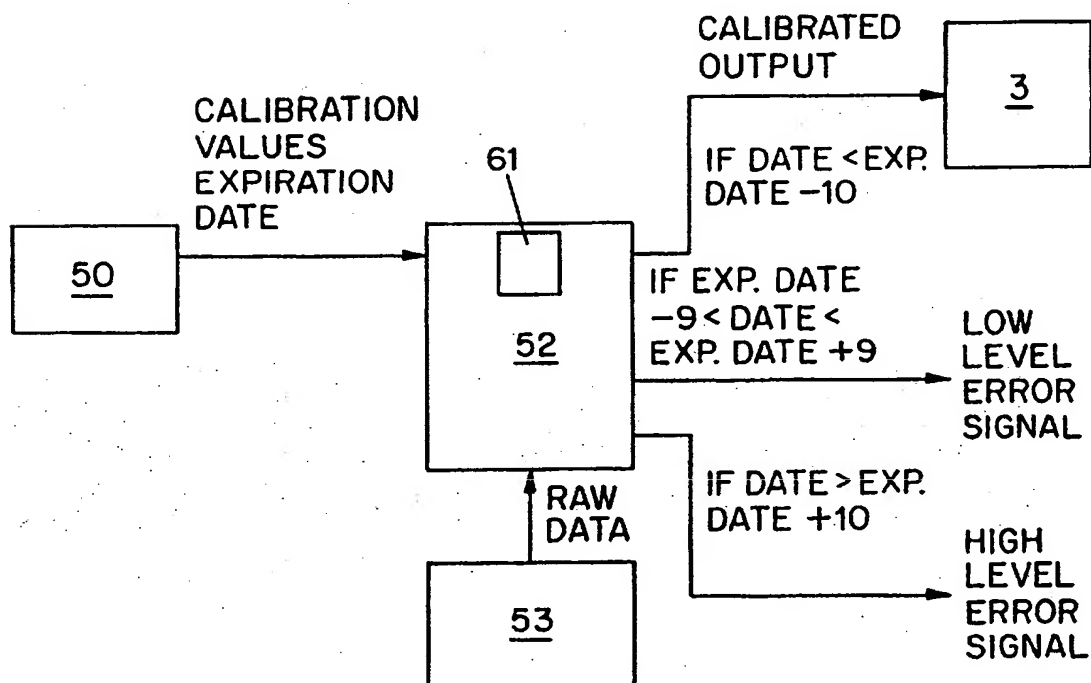 CALIBRATED
OUTPUT
3
CALIBRATION
VALUES
EXPIRATION
DATE
61
IF DATE <EXP.
DATE -10
50
52
IF EXP. DATE
-9 < DATE <
EXP. DATE +9
LOW
LEVEL
ERROR
SIGNAL
RAW
DATA
IF DATE > EXP.
DATE +10
53
HIGH
LEVEL
ERROR
SIGNAL